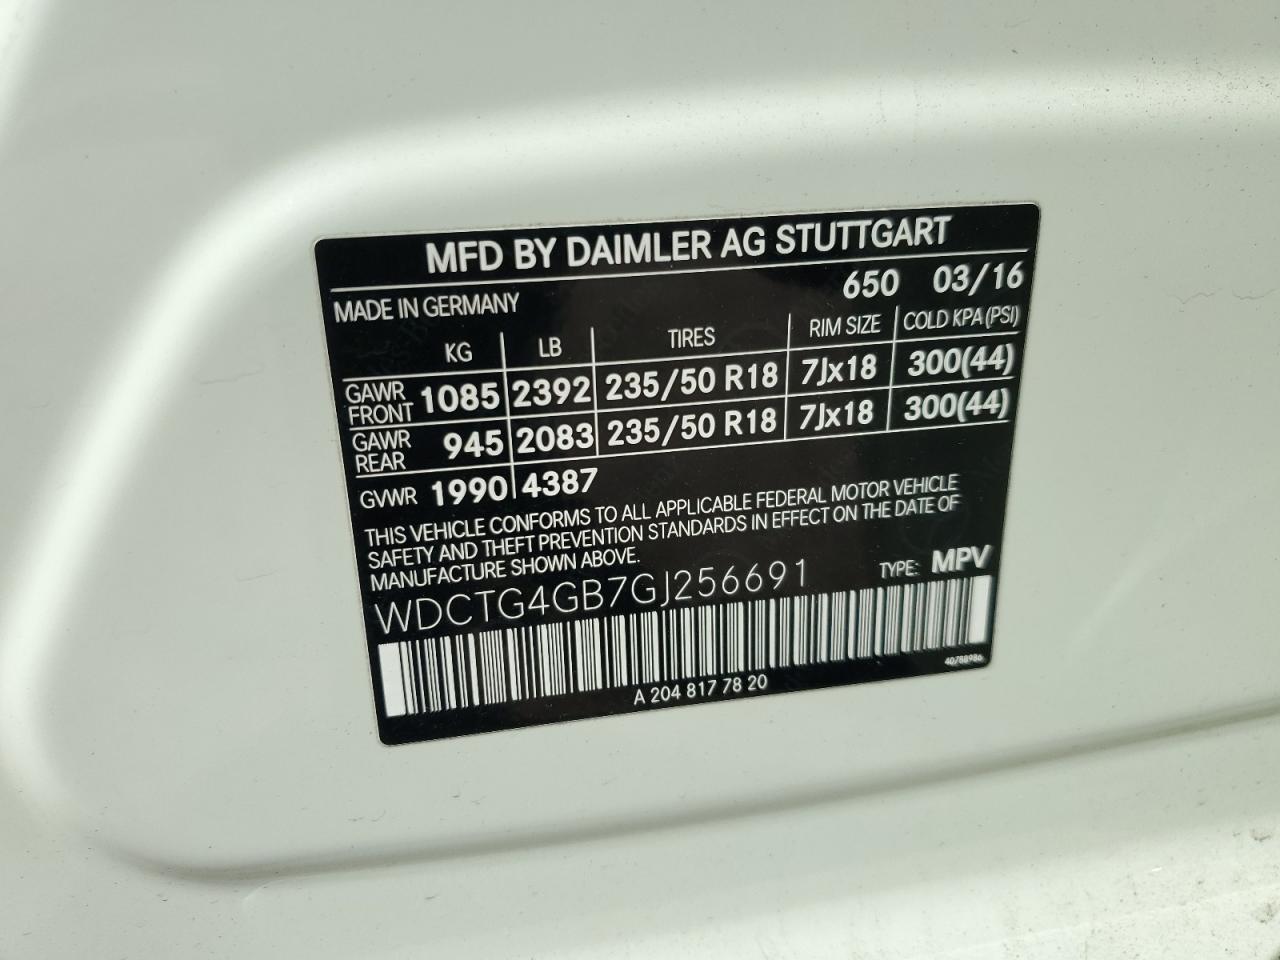 MFD BY DAIMLER AG STUTTGART
MADE IN GERMANY 650 03/16
KG LB TIRES RIM SIZE COLD KPA (PSI)
GAWR FRONT 1085 2392 235/50 R18 7Jx18 300(44)
GAWR REAR 945 2083 235/50 R18 7Jx18 300(44)
GVWR 1990 4387
THIS VEHICLE CONFORMS TO ALL APPLICABLE FEDERAL MOTOR VEHICLE
SAFETY AND THEFT PREVENTION STANDARDS IN EFFECT ON THE DATE OF
MANUFACTURE SHOWN ABOVE.
WDCTG4GB7GJ256691 TYPE: MPV
40788986
A 204 817 78 20